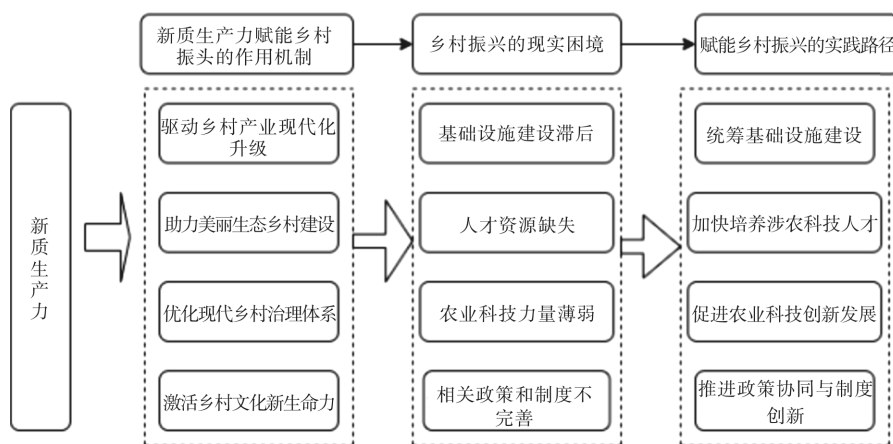 新质生产力赋能乡村
振头的作用机制
乡村振兴的现实困境
赋能乡村振兴的实践路径
新质生产力
驱动乡村产业现代化
升级
助力美丽生态乡村建设
优化现代乡村治理体系
激活乡村文化新生命力
基础设施建设滞后
人才资源缺失
农业科技力量薄弱
相关政策和制度不
完善
统筹基础设施建设
加快培养涉农科技人才
促进农业科技创新发展
推进政策协同与制度
创新